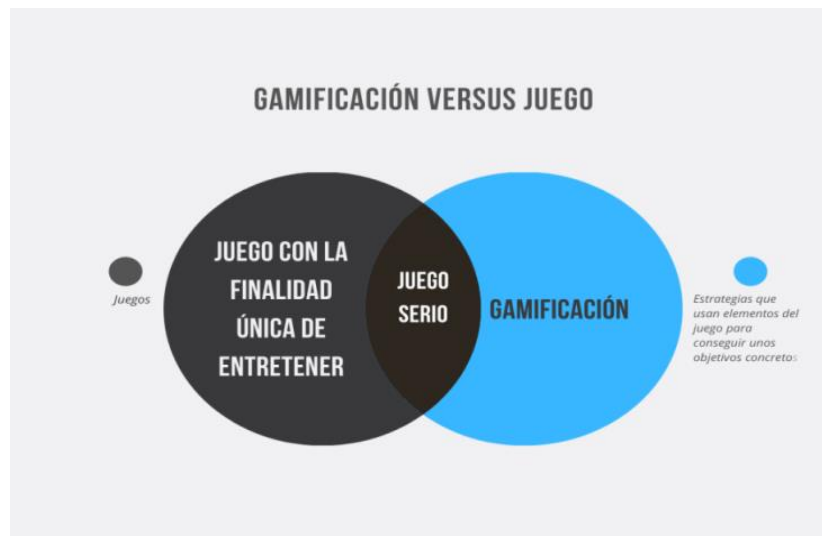 GAMIFICACIÓN VERSUS JUEGO
JUEGO CON LA
FINALIDAD
ÚNICA DE
ENTRETENER
JUEGO
SERIO
GAMIFICACIÓN
Juegos
Estrategias que
usan elementos del
juego para
conseguir unos
objetivos concretos